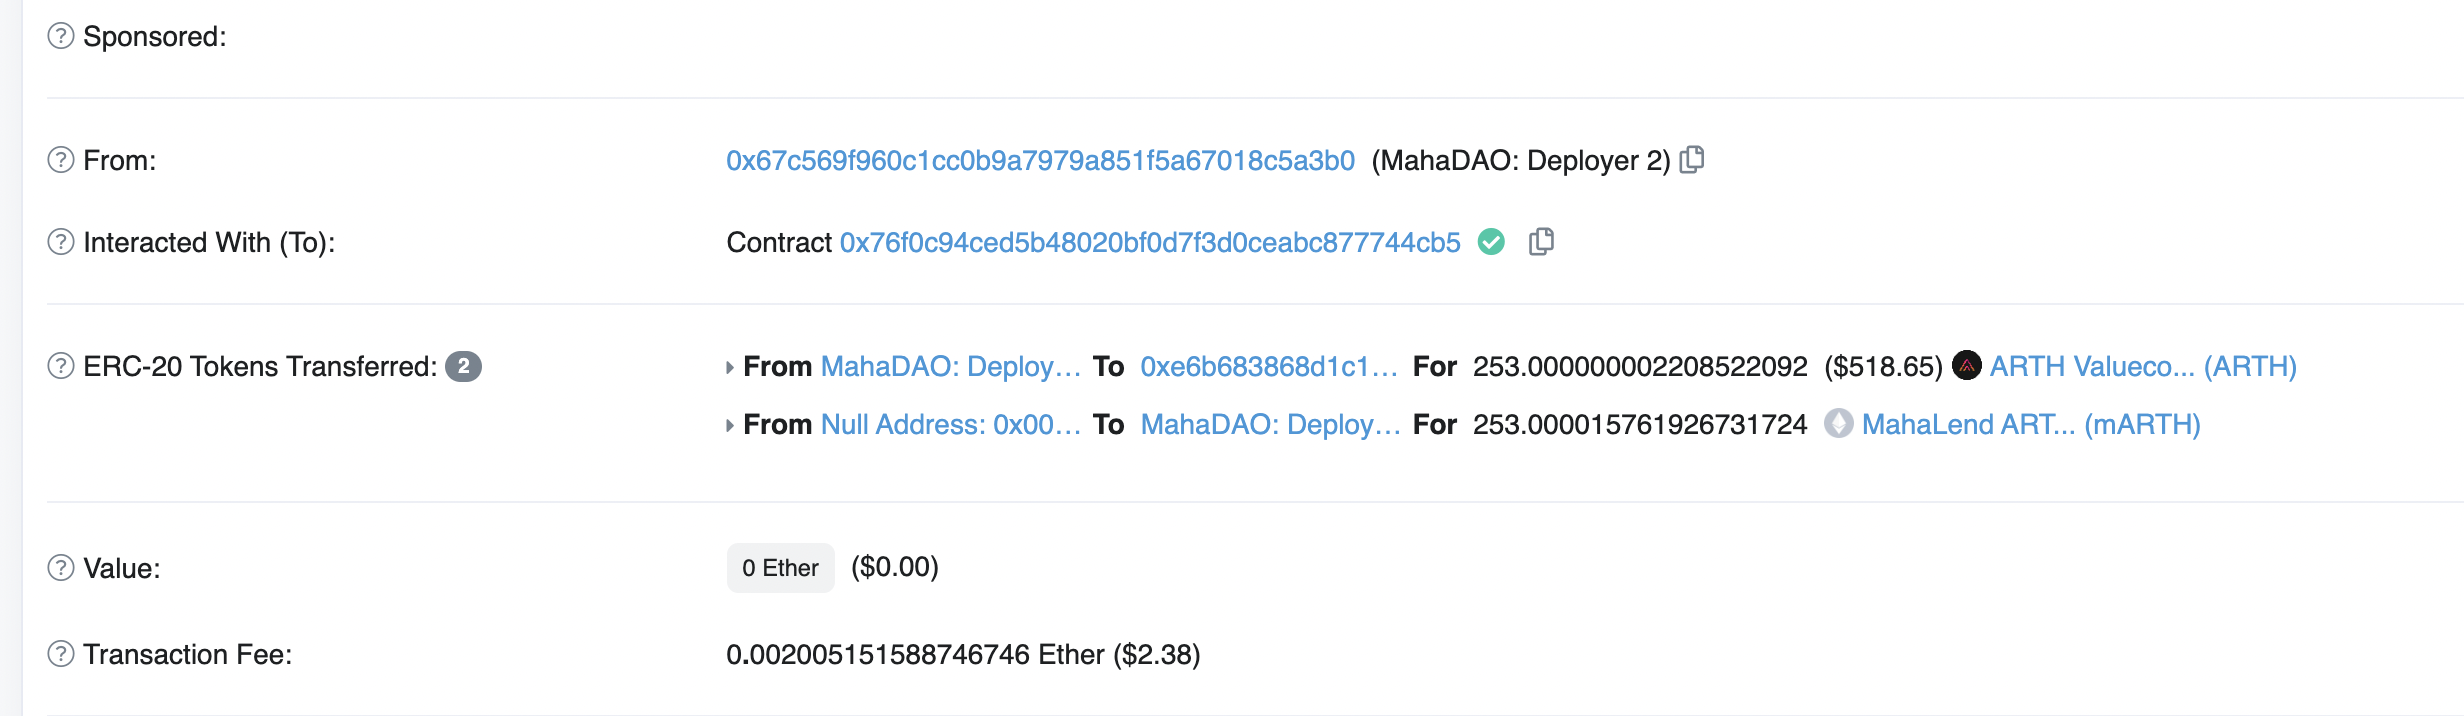 Sponsored:
From: 0x67c569f960c1cc0b9a7979a851f5a67018c5a3b0 (MahaDAO: Deployer 2)
Interacted With (To): Contract 0x76f0c94ced5b48020bf0d7f3d0ceabc877744cb5
ERC-20 Tokens Transferred: 2 From MahaDAO: Deploy... To 0xe6b683868d1c1... For 253.000000002208522092 ($518.65) ARTH Valueco... (ARTH)
From Null Address: 0x00... To MahaDAO: Deploy... For 253.000015761926731724 MahaLend ART... (mARTH)
Value: 0 Ether ($0.00)
Transaction Fee: 0.002005151588746746 Ether ($2.38)